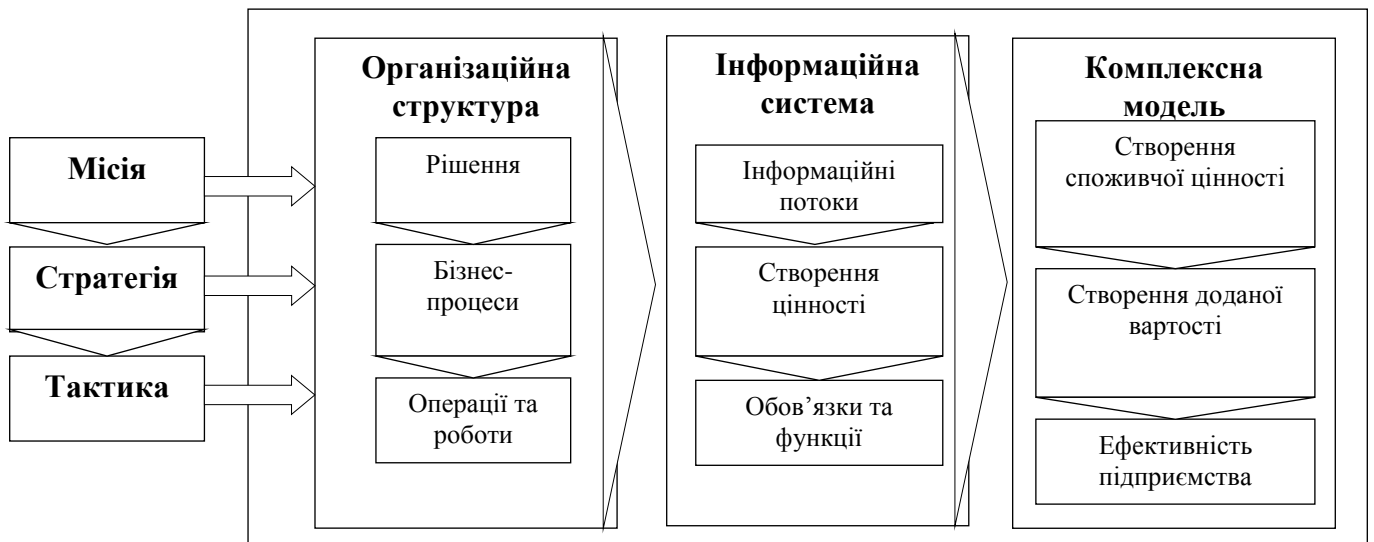 Місія
Стратегія
Тактика
Організаційна
структура
Рішення
Бізнес-
процеси
Операції та
роботи
Інформаційна
система
Інформаційні
потоки
Створення
цінності
Обов’язки та
функції
Комплексна
модель
Створення
споживчої цінності
Створення доданої
вартості
Ефективність
підприємства